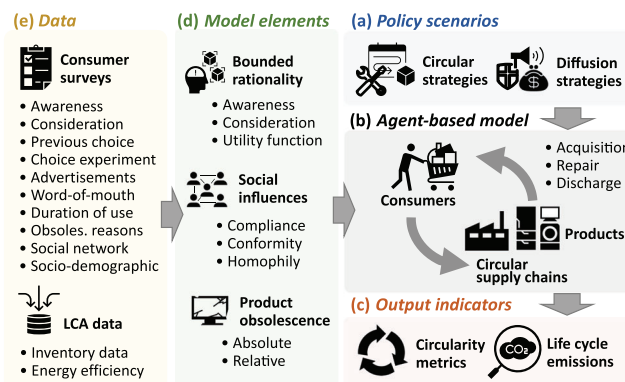 (e) Data
Consumer
surveys
• Awareness
• Consideration
• Previous choice
• Choice experiment
• Advertisements
• Word-of-mouth
• Duration of use
• Obsoles. reasons
• Social network
• Socio-demographic
LCA data
• Inventory data
• Energy efficiency
(d) Model elements
Bounded
rationality
• Awareness
• Consideration
• Utility function
Social
influences
• Compliance
• Conformity
• Homophily
Product
obsolescence
• Absolute
• Relative
(a) Policy scenarios
Circular
strategies
Diffusion
strategies
(b) Agent-based model
• Acquisition
• Repair
• Discharge
Consumers
Products
Circular
supply chains
(c) Output indicators
Circularity
metrics
CO2
Life cycle
emissions